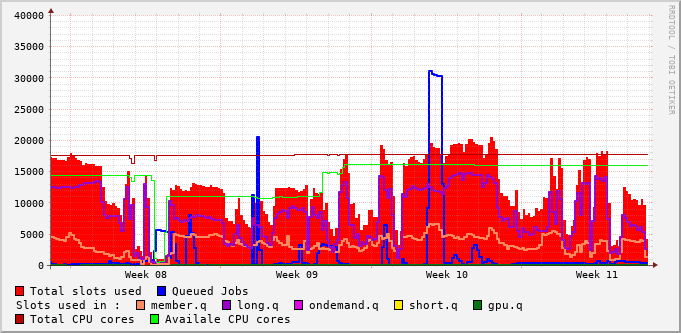 40000
35000
30000
25000
20000
15000
10000
5000
0
Week 08 Week 09 Week 10 Week 11
RRDTOOL / TOBI OETIKER
Total slots used Queued Jobs
Slots used in : member.q long.q ondemand.q short.q gpu.q
Total CPU cores Availale CPU cores